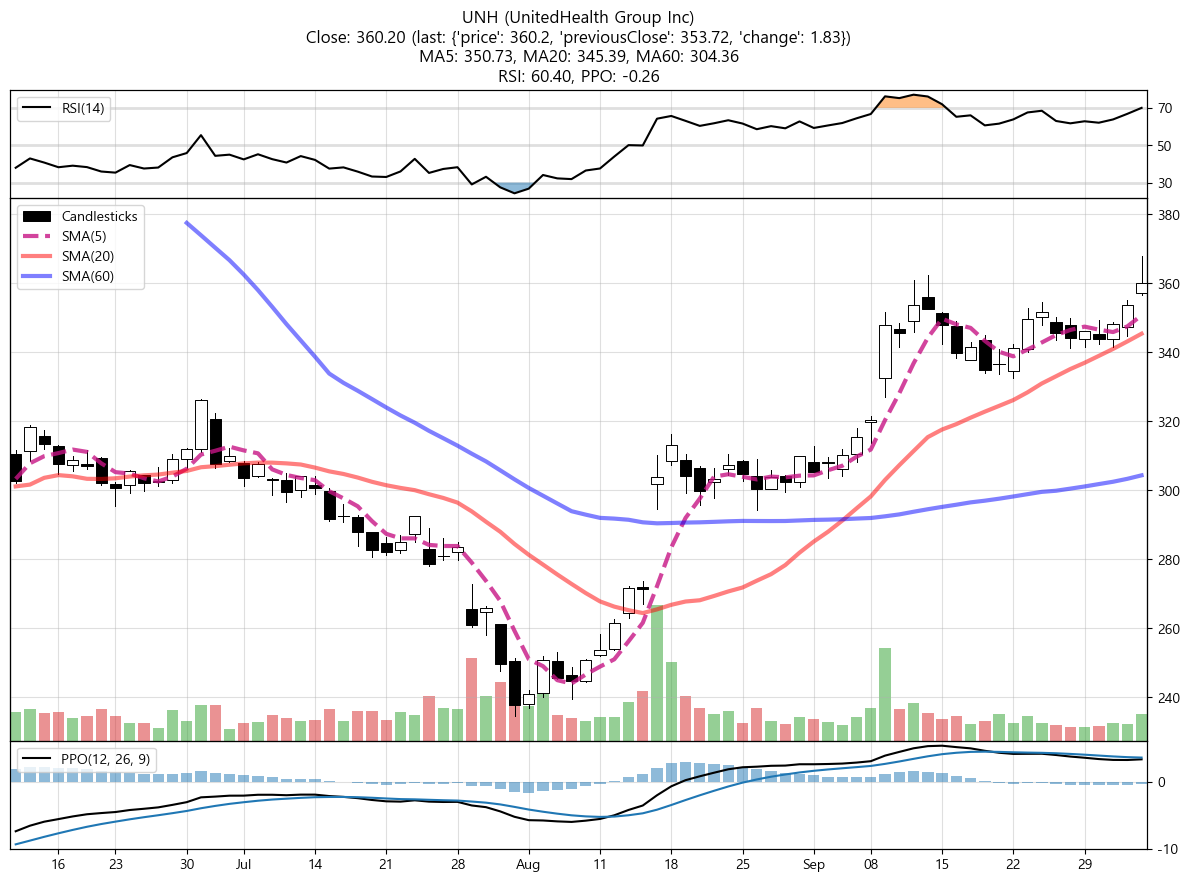 UNH (UnitedHealth Group Inc)
Close: 360.20 (last: {'price': 360.2, 'previousClose': 353.72, 'change': 1.83})
MA5: 350.73, MA20: 345.39, MA60: 304.36
RSI: 60.40, PPO: -0.26
RSI(14)
70
50
30
Candlesticks
SMA(5)
SMA(20)
SMA(60)
380
360
340
320
300
280
260
240
PPO(12, 26, 9)
0
-10
16 23 30 Jul 14 21 28 Aug 11 18 25 Sep 08 15 22 29